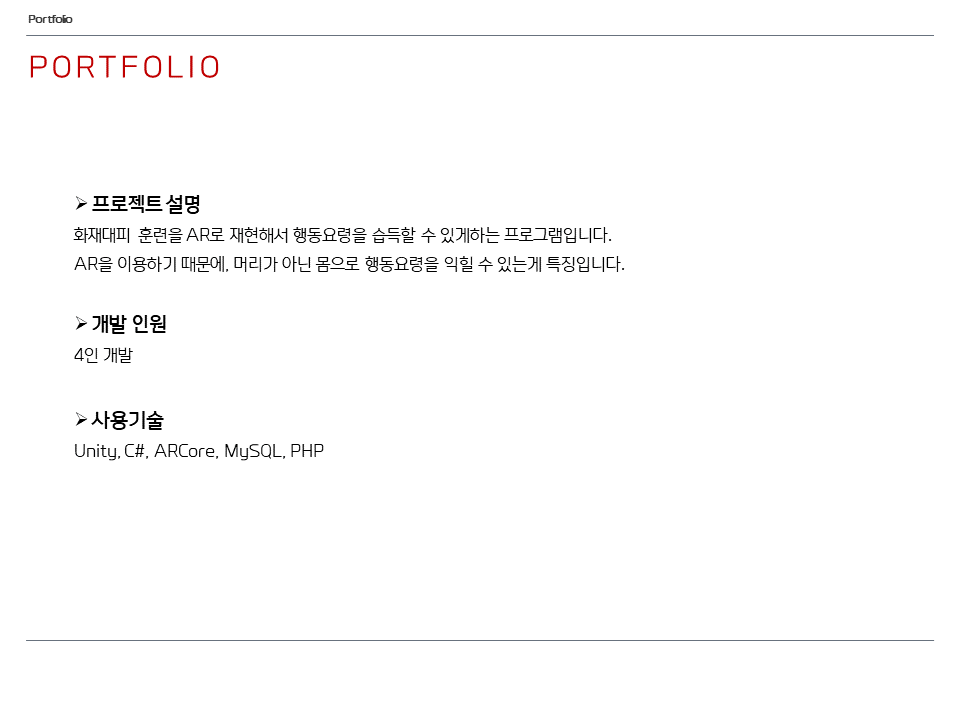 Portfolio
PORTFOLIO
➢ 프로젝트 설명
화재대피 훈련을 AR로 재현해서 행동요령을 습득할 수 있게하는 프로그램입니다.
AR을 이용하기 때문에, 머리가 아닌 몸으로 행동요령을 익힐 수 있는게 특징입니다.
➢ 개발 인원
4인 개발
➢ 사용기술
Unity, C#, ARCore, MySQL, PHP